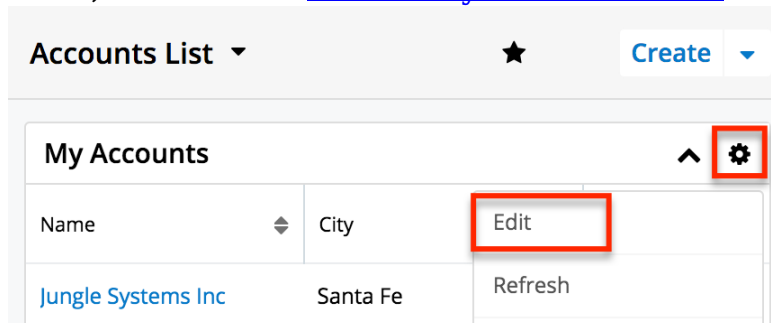 Accounts List
Create
My Accounts
Name
City
Edit
Jungle Systems Inc
Santa Fe
Refresh